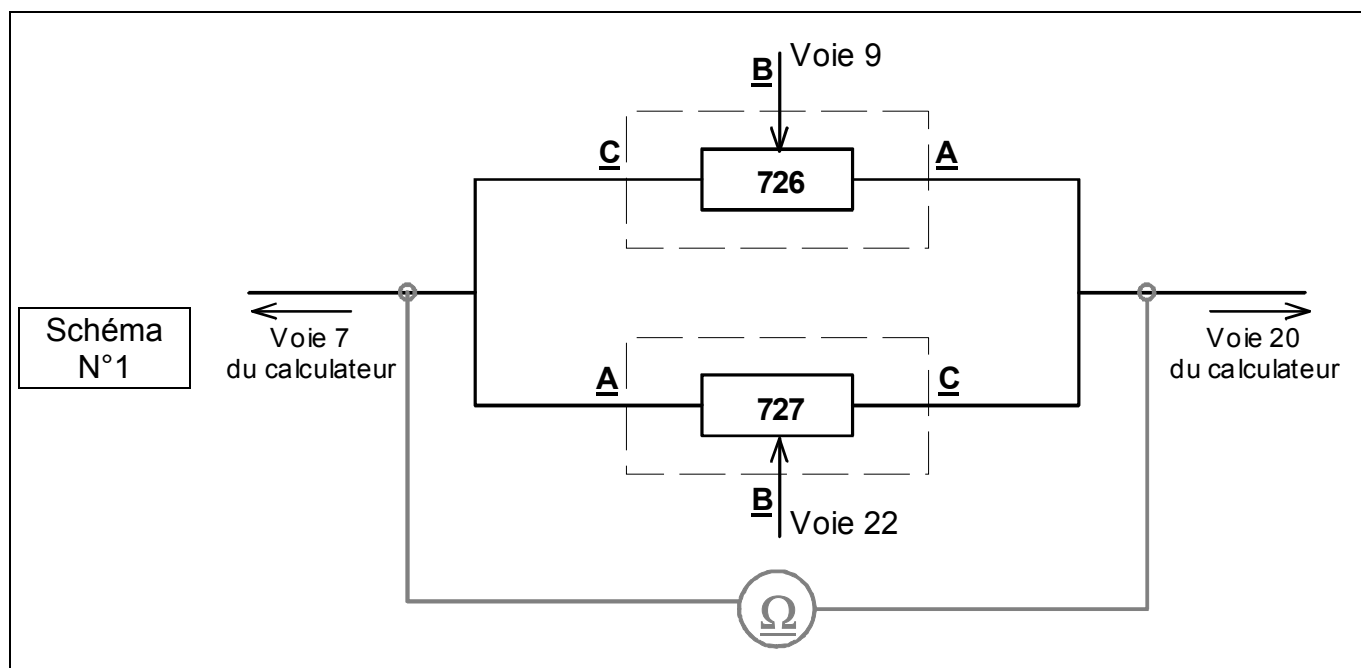 Voie 9
B
C
A
726
Schéma
N°1
Voie 7
du calculateur
Voie 20
du calculateur
A
C
727
B
Voie 22
Ω